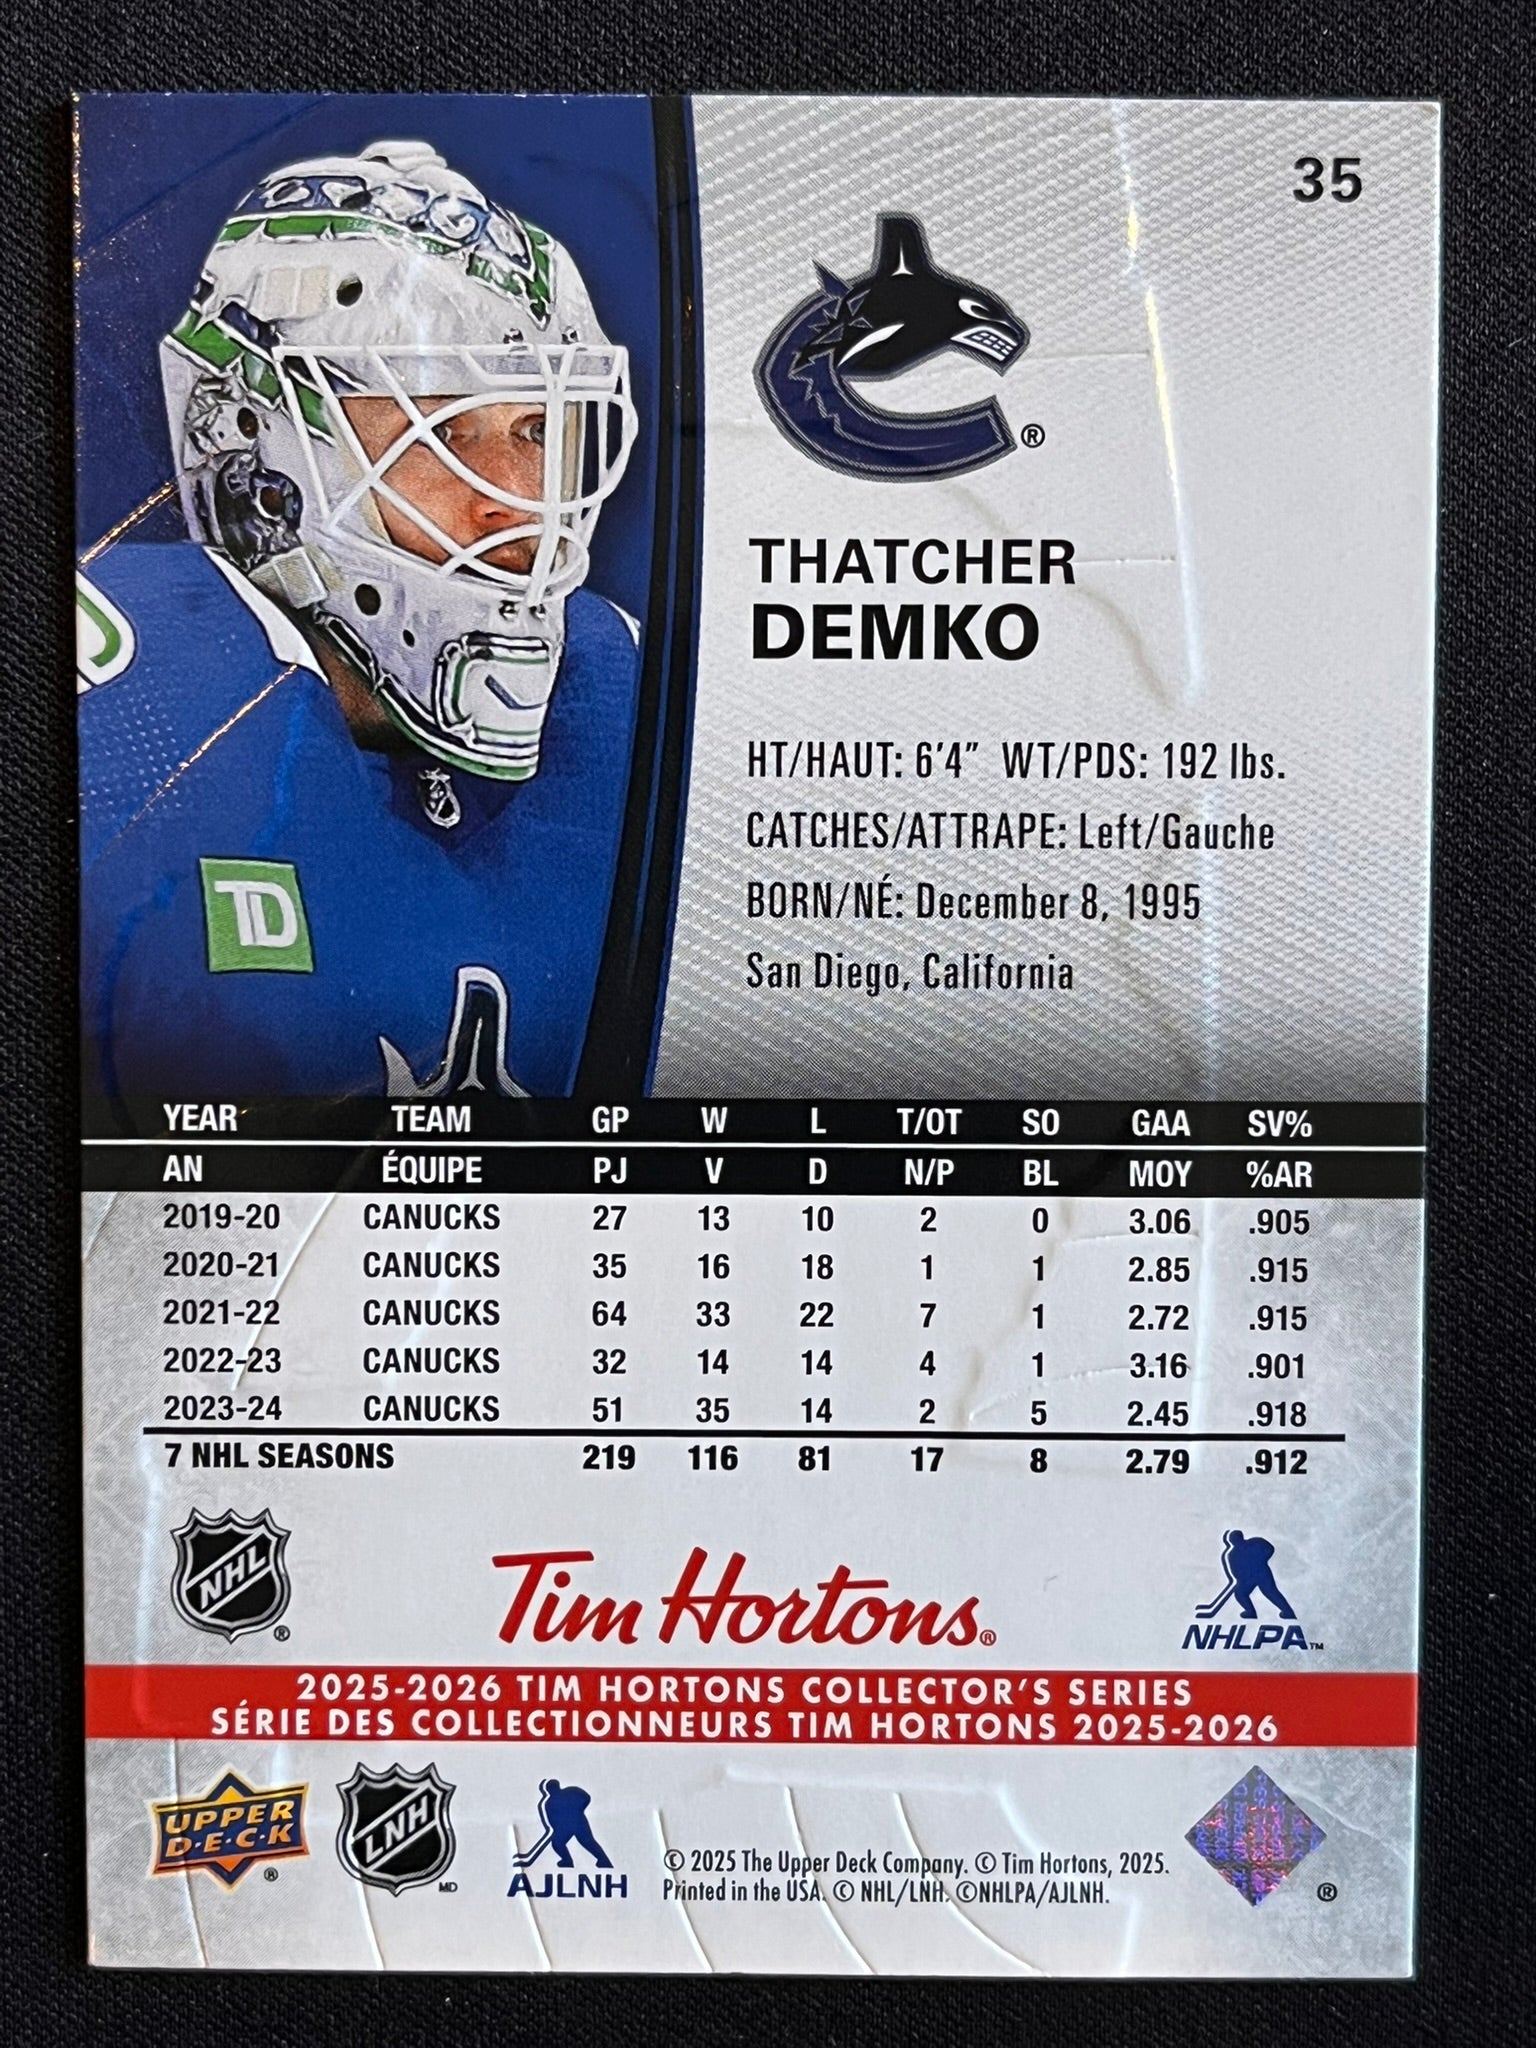 35
®
THATCHER
DEMKO
HT/HAUT: 6'4" WT/PDS: 192 lbs.
CATCHES/ATTRAPE: Left/Gauche
BORN/NÉ: December 8, 1995
San Diego, California
TD
YEAR TEAM GP W L T/OT SO GAA SV%
AN ÉQUIPE PJ V D N/P BL MOY %AR
2019-20 CANUCKS 27 13 10 2 0 3.06 .905
2020-21 CANUCKS 35 16 18 1 1 2.85 .915
2021-22 CANUCKS 64 33 22 7 1 2.72 .915
2022-23 CANUCKS 32 14 14 4 1 3.16 .901
2023-24 CANUCKS 51 35 14 2 5 2.45 .918
7 NHL SEASONS 219 116 81 17 8 2.79 .912
NHL ®
Tim Hortons®
NHLPA™
2025-2026 TIM HORTONS COLLECTOR'S SERIES
SÉRIE DES COLLECTIONNEURS TIM HORTONS 2025-2026
UPPER
D·E·C·K ®
LNH MD
AJLNH
© 2025 The Upper Deck Company. © Tim Hortons, 2025.
Printed in the USA. © NHL/LNH. ©NHLPA/AJLNH.
®